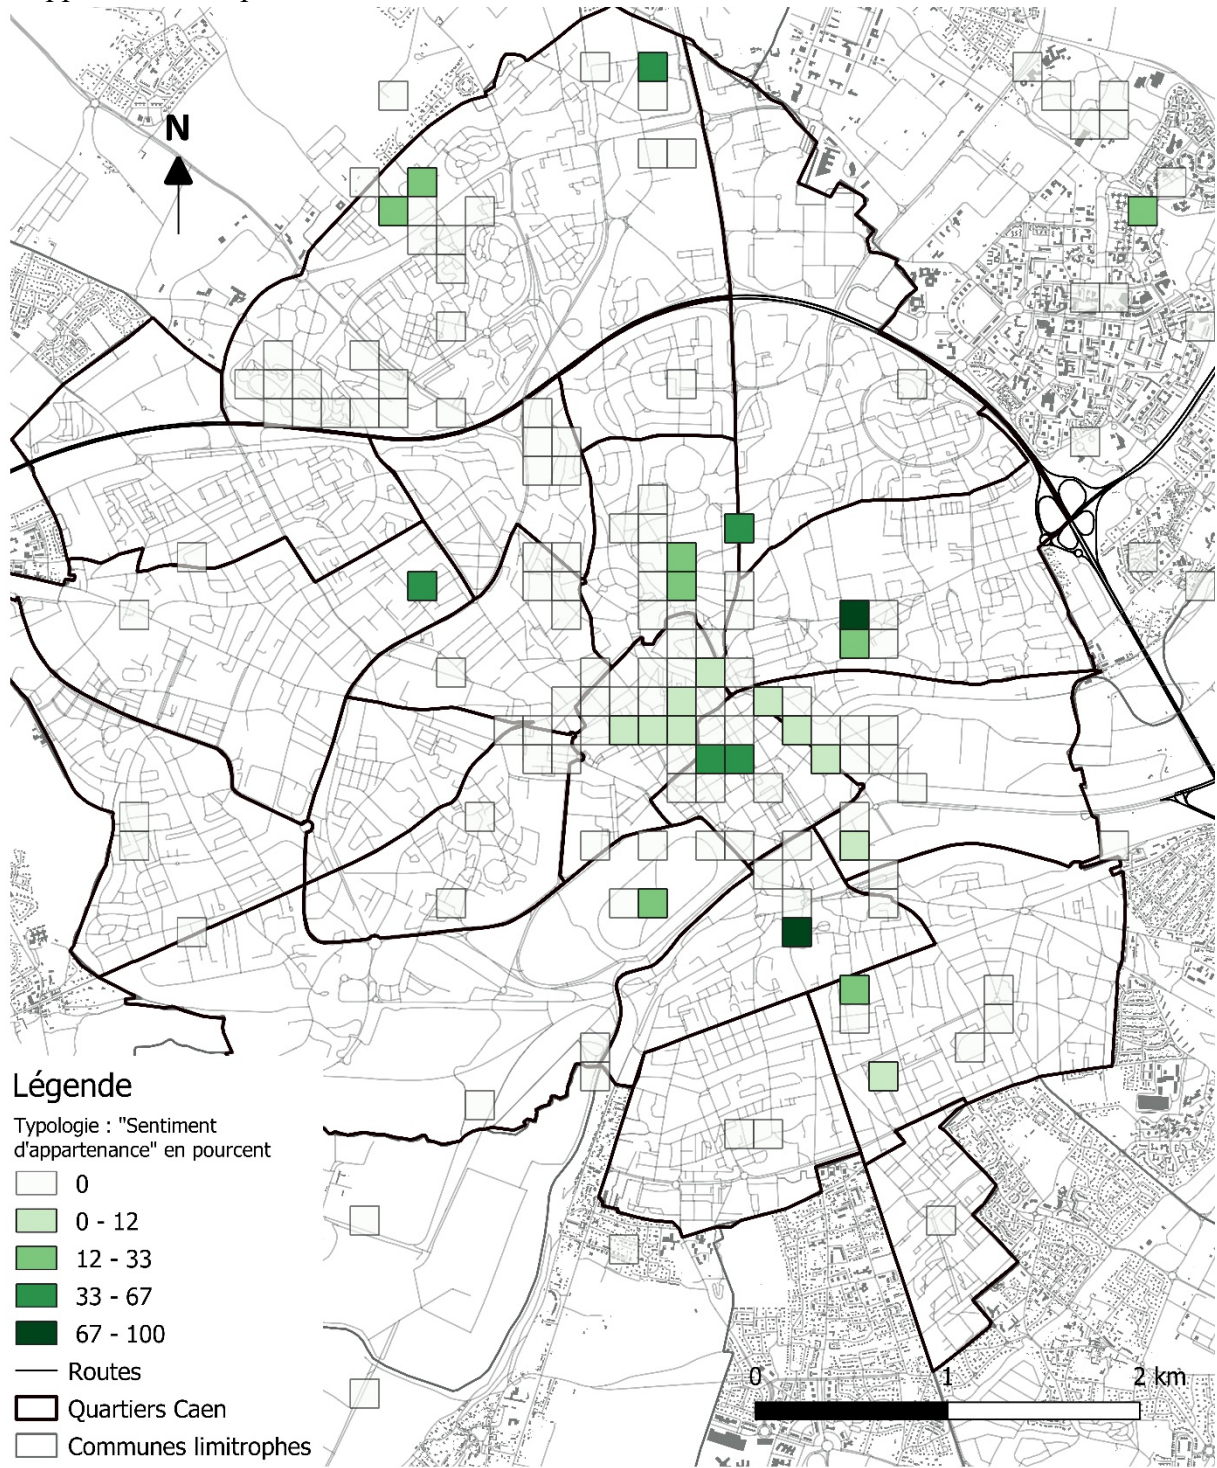 N
Légende
Typologie : "Sentiment
d'appartenance" en pourcent
0
0 - 12
12 - 33
33 - 67
67 - 100
Routes
Quartiers Caen
Communes limitrophes
0 1 2 km